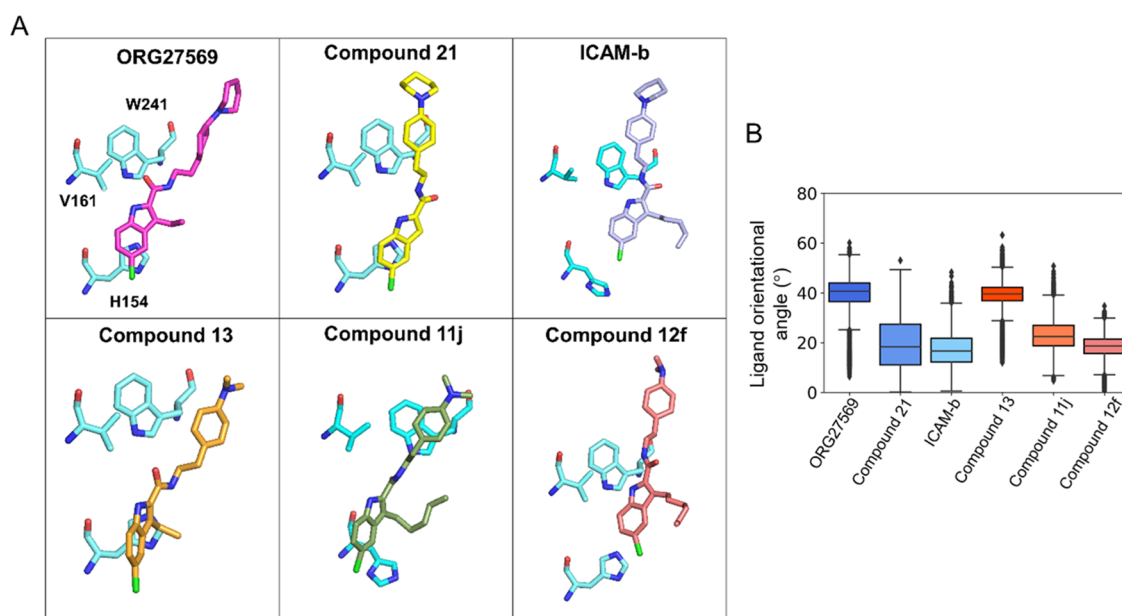 A
ORG27569
Compound 21
ICAM-b
W241
V161
H154
Compound 13
Compound 11j
Compound 12f
B
Ligand orientational
angle (°)
80
60
40
20
0
ORG27569
Compound 21
ICAM-b
Compound 13
Compound 11j
Compound 12f